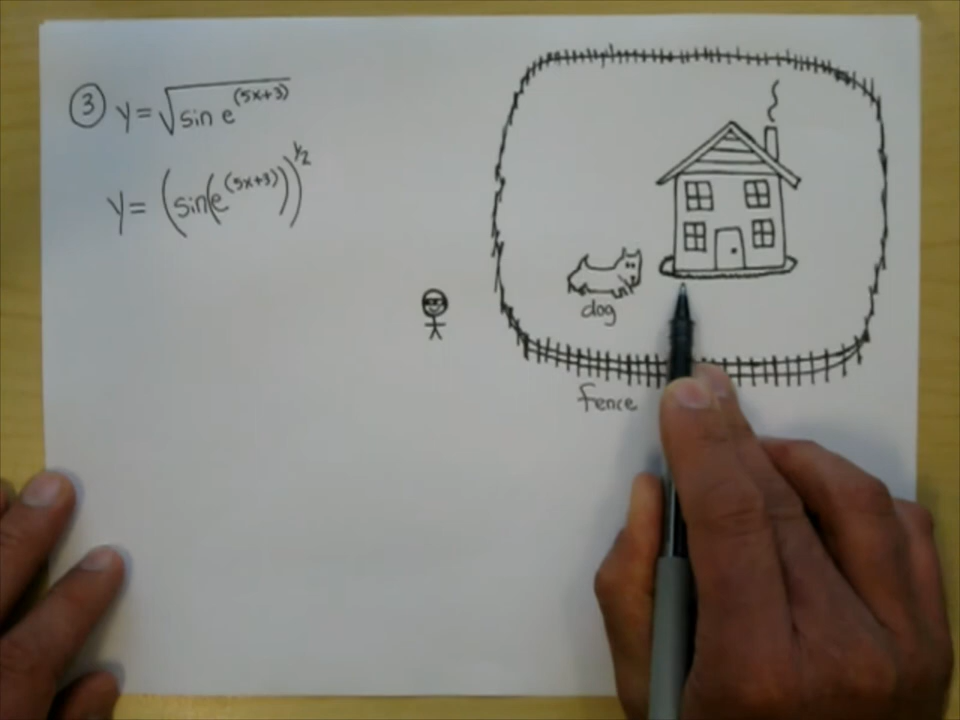 ③ y = √sin e^(5x+3)
y = (sin(e^(5x+3)))^1/2
dog
fence